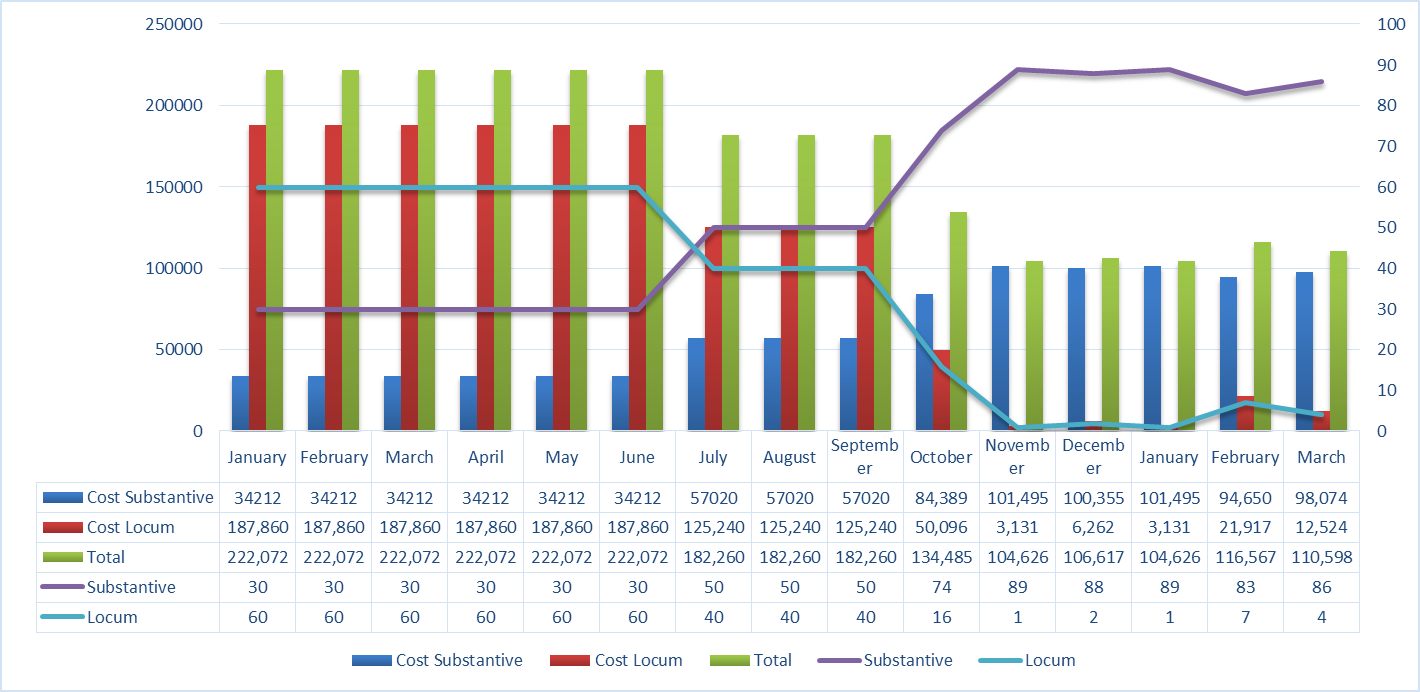 250000 100
90
200000 80
70
150000 60
50
100000 40
30
50000 20
10
0 0
January February March April May June July August Septemb er October Novemb er Decemb er January February March
Cost Substantive 34212 34212 34212 34212 34212 34212 57020 57020 57020 84,389 101,495 100,355 101,495 94,650 98,074
Cost Locum 187,860 187,860 187,860 187,860 187,860 187,860 125,240 125,240 125,240 50,096 3,131 6,262 3,131 21,917 12,524
Total 222,072 222,072 222,072 222,072 222,072 222,072 182,260 182,260 182,260 134,485 104,626 106,617 104,626 116,567 110,598
Substantive 30 30 30 30 30 30 50 50 50 74 89 88 89 83 86
Locum 60 60 60 60 60 60 40 40 40 16 1 2 1 7 4
Cost Substantive Cost Locum Total Substantive Locum